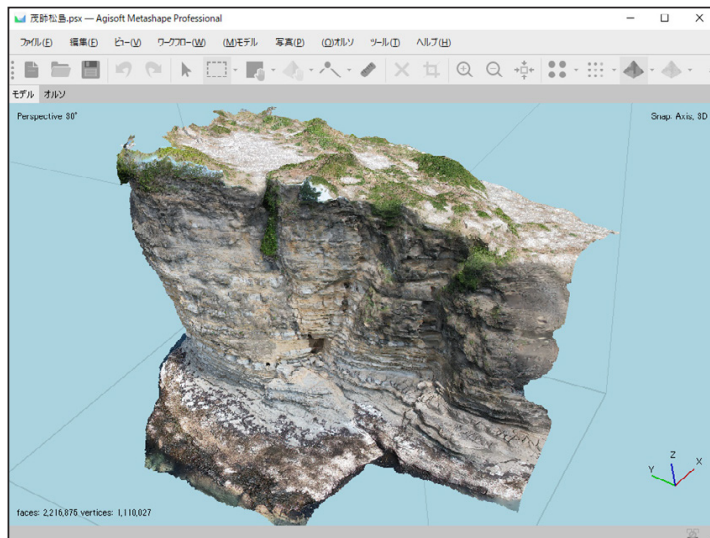 茂師松島.psx — Agisoft Metashape Professional
ファイル(F) 編集(E) ビュー(V) ワークフロー(W) (M)モデル 写真(P) (O)オルソ ツール(T) ヘルプ(H)
モデル オルソ
Perspective 30°
Snap: Axis, 3D
Z
Y X
faces: 2,216,875 vertices: 1,110,027